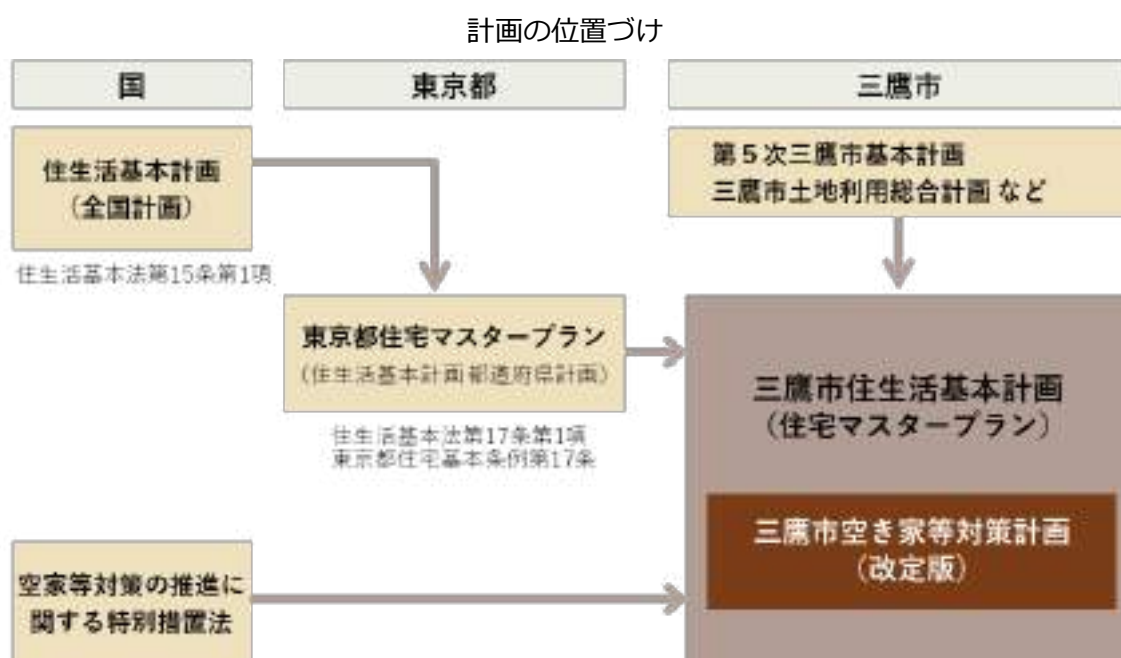 計画の位置づけ
国
東京都
三鷹市
住生活基本計画
（全国計画）
住生活基本法第15条第1項
東京都住宅マスタープラン
（住生活基本計画都道府県計画）
住生活基本法第17条第1項
東京都住宅基本条例第17条
第5次三鷹市基本計画
三鷹市土地利用総合計画 など
三鷹市住生活基本計画
（住宅マスタープラン）
三鷹市空き家等対策計画
（改定版）
空家等対策の推進に
関する特別措置法